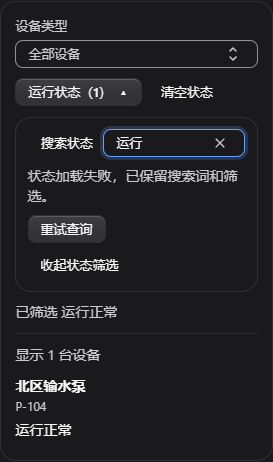 设备类型
全部设备
运行状态（1） 清空状态
搜索状态 运行
状态加载失败，已保留搜索词和筛
选。
重试查询
收起状态筛选
已筛选 运行正常
显示 1 台设备
北区输水泵
P-104
运行正常